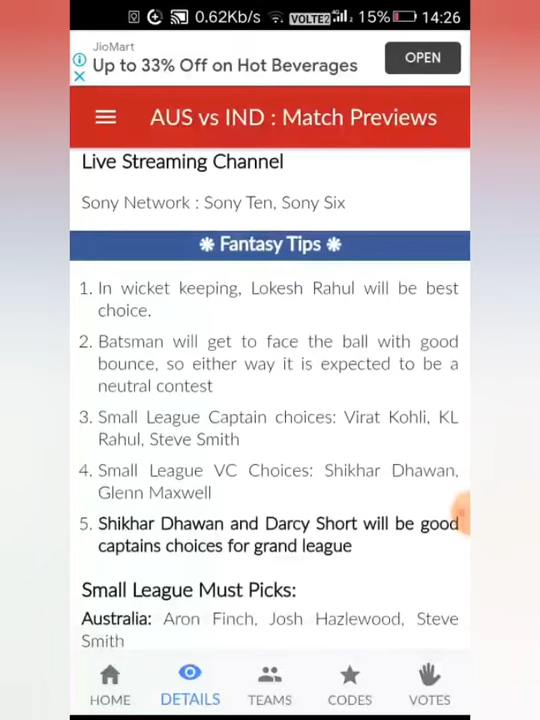 0.62Kb/s VOLTE2 4G 2 15% 14:26
JioMart
Up to 33% Off on Hot Beverages
OPEN
AUS vs IND : Match Previews
Live Streaming Channel
Sony Network : Sony Ten, Sony Six
❋ Fantasy Tips ❋
1. In wicket keeping, Lokesh Rahul will be best
choice.
2. Batsman will get to face the ball with good
bounce, so either way it is expected to be a
neutral contest
3. Small League Captain choices: Virat Kohli, KL
Rahul, Steve Smith
4. Small League VC Choices: Shikhar Dhawan,
Glenn Maxwell
5. Shikhar Dhawan and Darcy Short will be good
captains choices for grand league
Small League Must Picks:
Australia: Aron Finch, Josh Hazlewood, Steve
Smith
HOME DETAILS TEAMS CODES VOTES